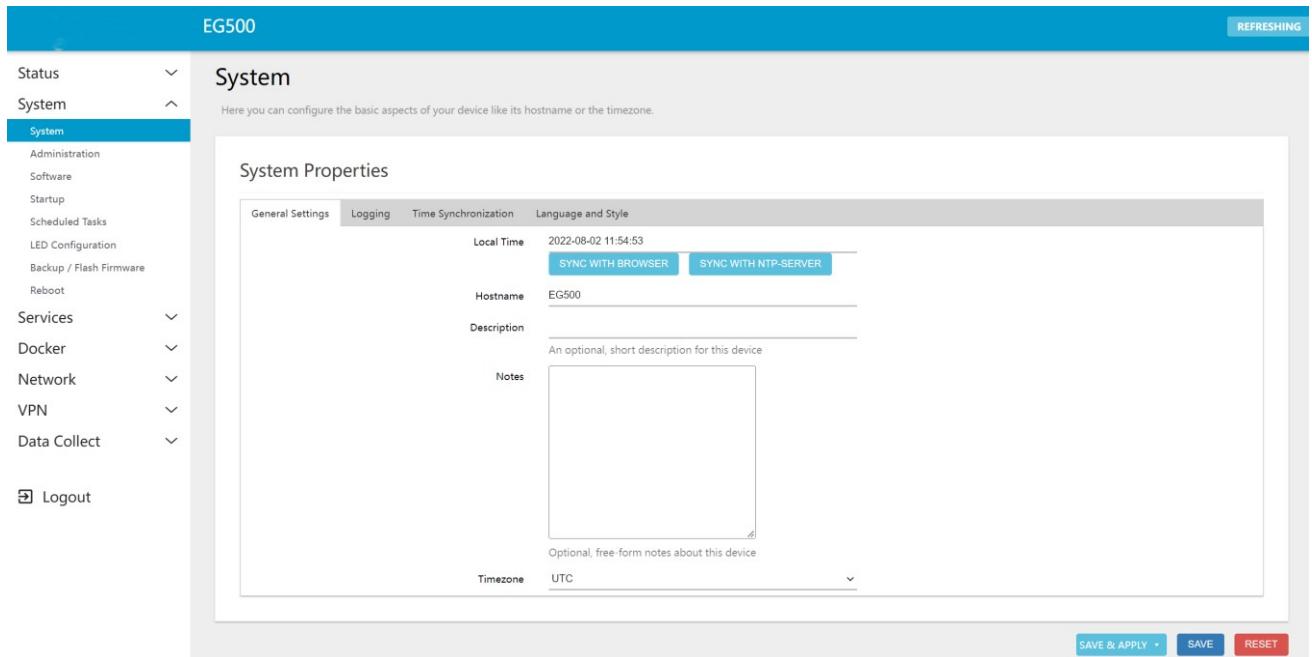 EG500
REFRESHING
Status
System
System
Administration
Software
Startup
Scheduled Tasks
LED Configuration
Backup / Flash Firmware
Reboot
Services
Docker
Network
VPN
Data Collect
Logout
System
Here you can configure the basic aspects of your device like its hostname or the timezone.
System Properties
General Settings Logging Time Synchronization Language and Style
Local Time 2022-08-02 11:54:53
SYNC WITH BROWSER SYNC WITH NTP-SERVER
Hostname EG500
Description
An optional, short description for this device
Notes
Optional, free-form notes about this device
Timezone UTC
SAVE & APPLY SAVE RESET